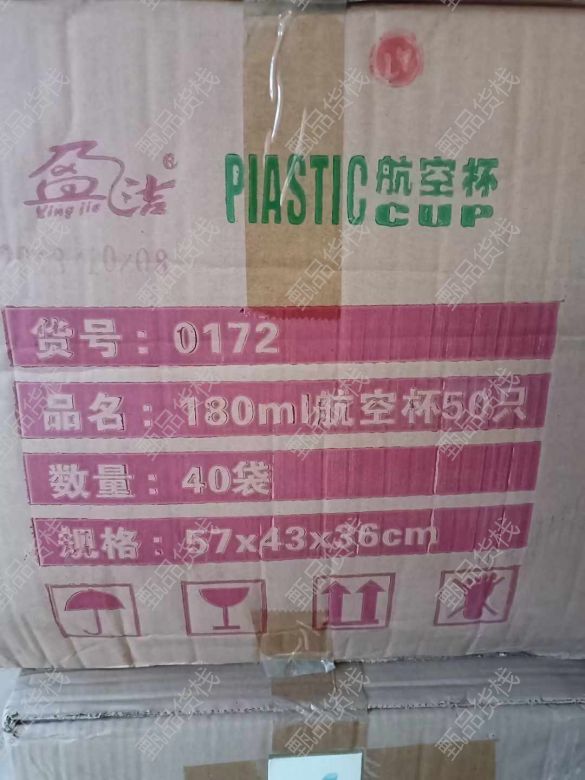 盈洁®
Ying jie
PlASTIC 航空杯
CUP
货号：0172
品名：180ml航空杯50只
数量：40袋
规格：57x43x36cm
甄品货栈